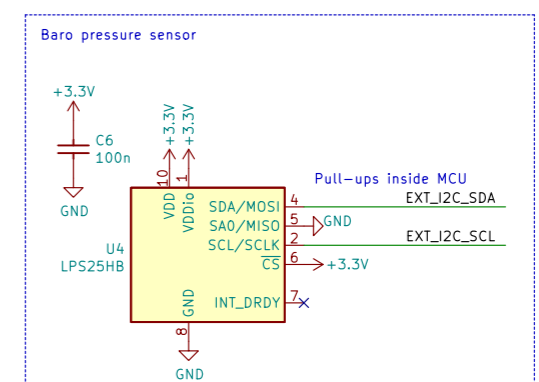 Baro pressure sensor
+3.3V
+3.3V
+3.3V
C6
100n
GND
10
1
VDD
VDDio
Pull-ups inside MCU
SDA/MOSI
4
EXT_I2C_SDA
SA0/MISO
5
GND
SCL/SCLK
2
EXT_I2C_SCL
U4
LPS25HB
CS
6
+3.3V
GND
INT_DRDY
7
8
GND